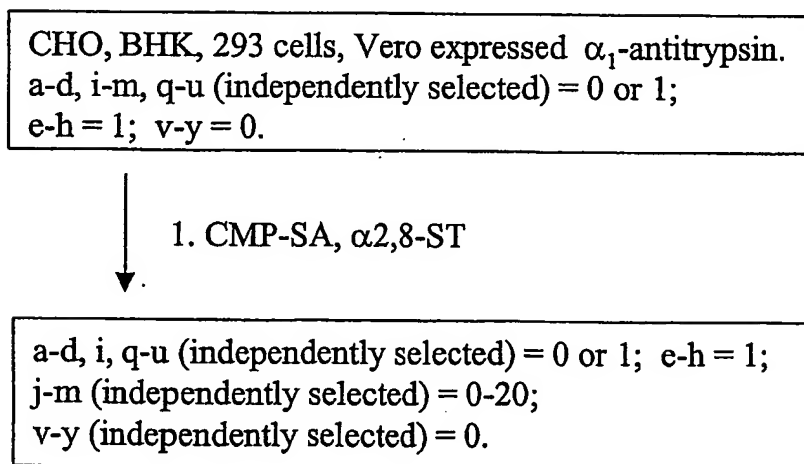 CHO, BHK, 293 cells, Vero expressed α₁-antitrypsin.
a-d, i-m, q-u (independently selected) = 0 or 1;
e-h = 1; v-y = 0.
1. CMP-SA, α2,8-ST
a-d, i, q-u (independently selected) = 0 or 1; e-h = 1;
j-m (independently selected) = 0-20;
v-y (independently selected) = 0.